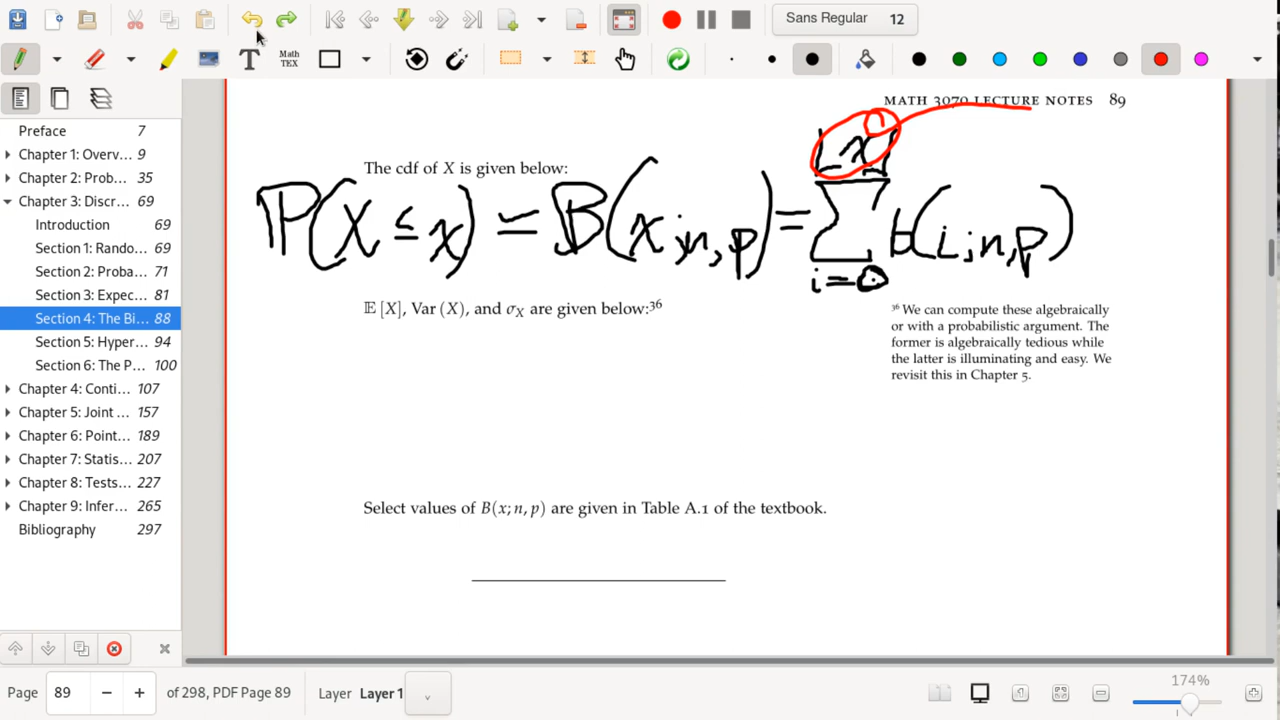 Sans Regular 12
Math TEX
Preface 7
Chapter 1: Overv... 9
Chapter 2: Prob... 35
Chapter 3: Discr... 69
Introduction 69
Section 1: Rando... 69
Section 2: Proba... 71
Section 3: Expec... 81
Section 4: The Bi... 88
Section 5: Hyper... 94
Section 6: The P... 100
Chapter 4: Conti... 107
Chapter 5: Joint ... 157
Chapter 6: Point... 189
Chapter 7: Statis... 207
Chapter 8: Tests... 227
Chapter 9: Infer... 265
Bibliography 297
MATH 3070 LECTURE NOTES 89
The cdf of X is given below:
ℙ(X ≤ x) = B(x;n,p) = ∑_{i=0}^{⌊x⌋} b(i;n,p)
𝔼 [X], Var (X), and σ_X are given below:³⁶
³⁶ We can compute these algebraically
or with a probabilistic argument. The
former is algebraically tedious while
the latter is illuminating and easy. We
revisit this in Chapter 5.
Select values of B(x; n, p) are given in Table A.1 of the textbook.
Page 89 of 298, PDF Page 89 Layer Layer 1 174%